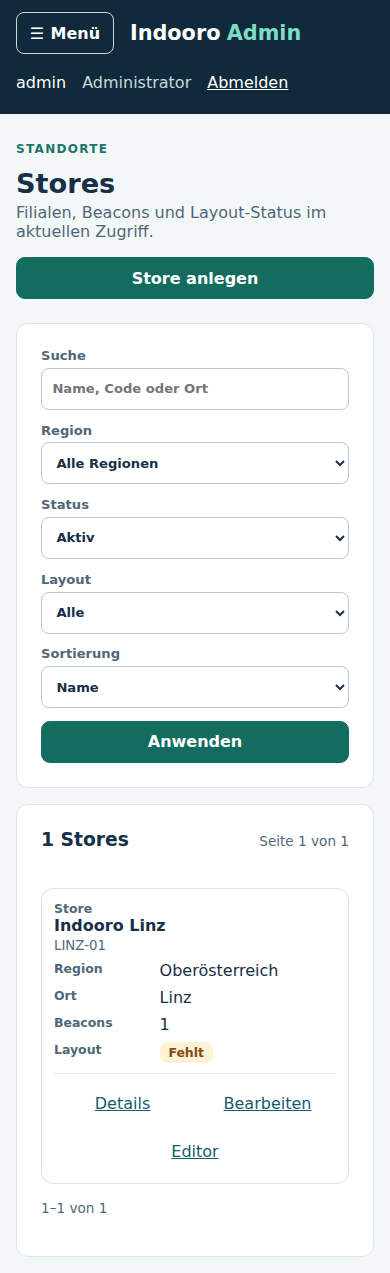 ☰ Menü Indooro Admin
admin Administrator Abmelden
STANDORTE
Stores
Filialen, Beacons und Layout-Status im
aktuellen Zugriff.
Store anlegen
Suche
Name, Code oder Ort
Region
Alle Regionen
Status
Aktiv
Layout
Alle
Sortierung
Name
Anwenden
1 Stores Seite 1 von 1
Store
Indooro Linz
LINZ-01
Region Oberösterreich
Ort Linz
Beacons 1
Layout Fehlt
Details Bearbeiten
Editor
1–1 von 1